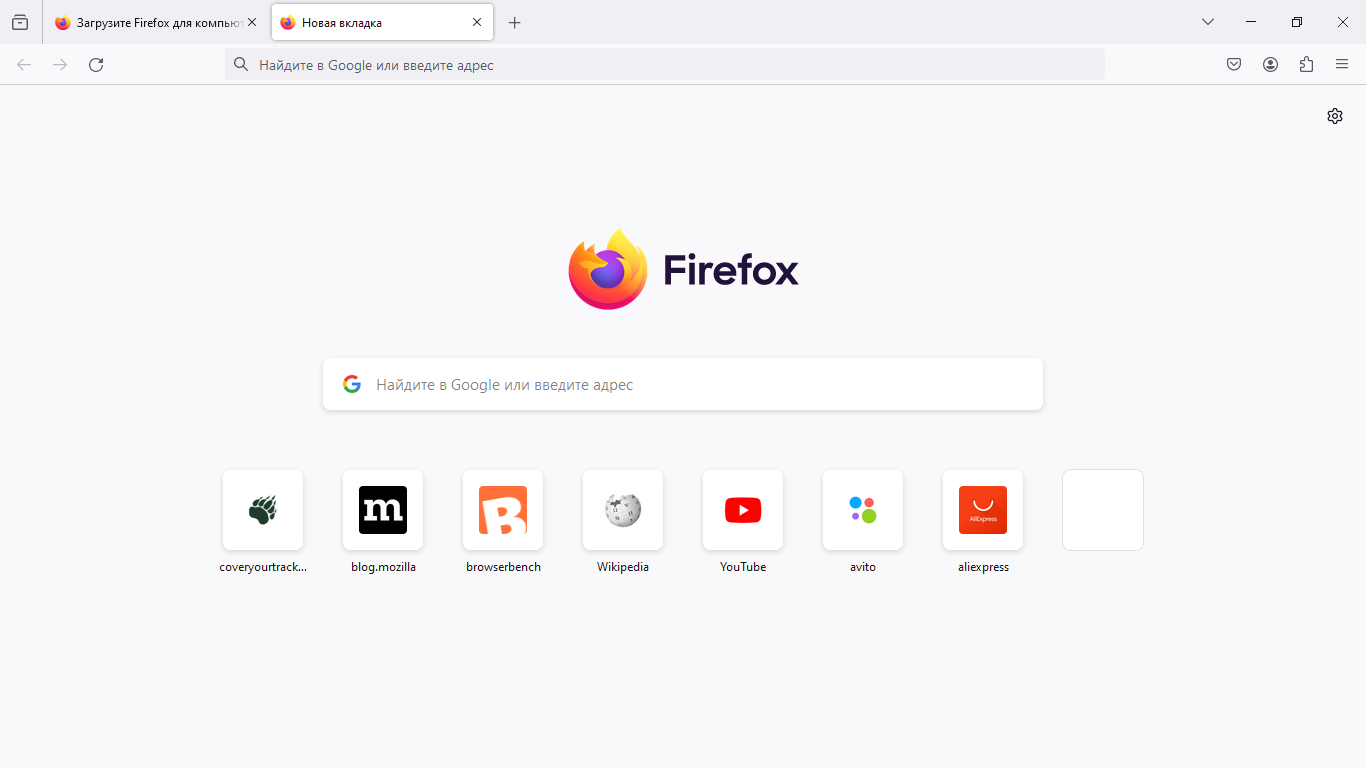 Загрузите Firefox для компьют
Новая вкладка
Найдите в Google или введите адрес
Firefox
Найдите в Google или введите адрес
m
B
AliExpress
coveryourtrack...
blog.mozilla
browserbench
Wikipedia
YouTube
avito
aliexpress